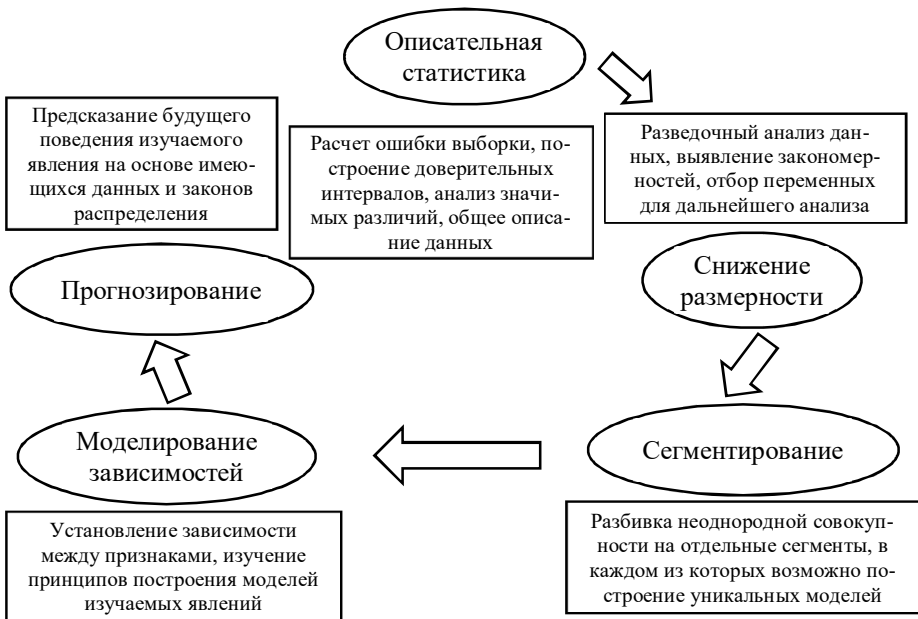 Описательная
статистика
Расчет ошибки выборки, по-
строение доверительных
интервалов, анализ значи-
мых различий, общее описа-
ние данных
Разведочный анализ дан-
ных, выявление закономер-
ностей, отбор переменных
для дальнейшего анализа
Снижение
размерности
Сегментирование
Разбивка неоднородной совокуп-
ности на отдельные сегменты, в
каждом из которых возможно по-
строение уникальных моделей
Моделирование
зависимостей
Установление зависимости
между признаками, изучение
принципов построения моделей
изучаемых явлений
Предсказание будущего
поведения изучаемого
явления на основе имею-
щихся данных и законов
распределения
Прогнозирование